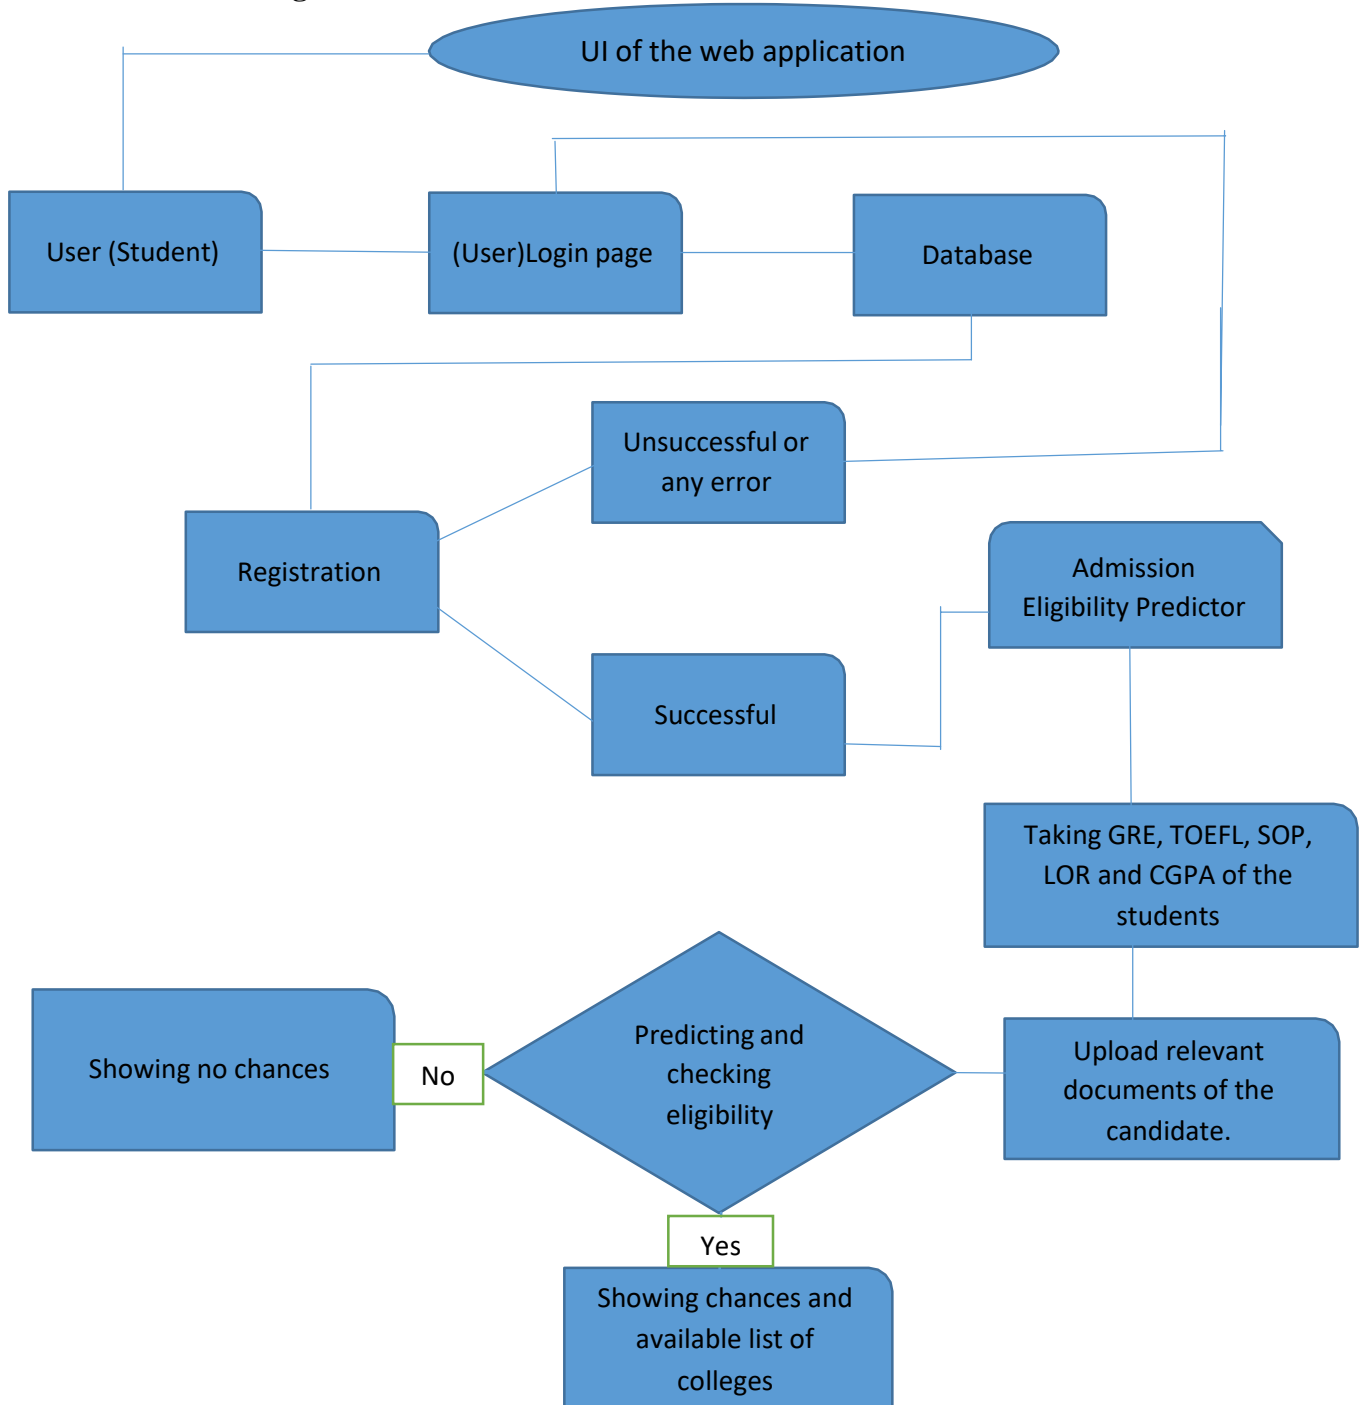 UI of the web application
User (Student)
(User)Login page
Database
Unsuccessful or
any error
Registration
Admission
Eligibility Predictor
Successful
Taking GRE, TOEFL, SOP,
LOR and CGPA of the
students
Predicting and
checking
eligibility
Showing no chances
No
Upload relevant
documents of the
candidate.
Yes
Showing chances and
available list of
colleges